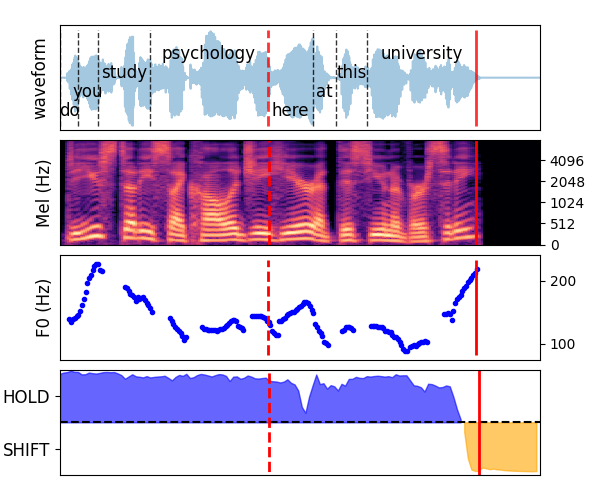 waveform
psychology university
study this
you at
do here
Mel (Hz)
4096
2048
1024
512
0
F0 (Hz)
200
100
HOLD
SHIFT